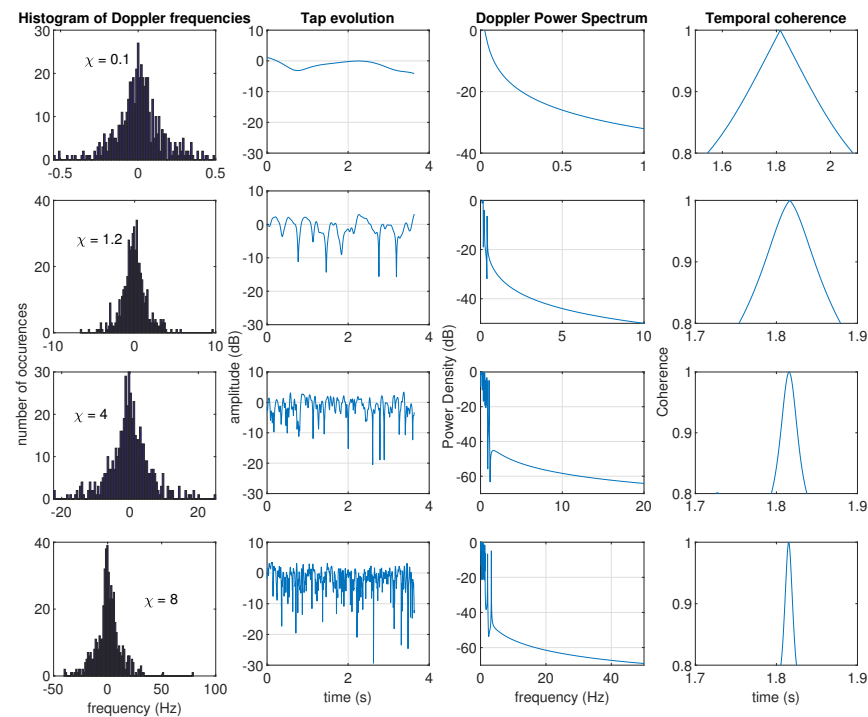 Histogram of Doppler frequencies
Tap evolution
Doppler Power Spectrum
Temporal coherence
30
20
10
0
-0.5 0 0.5
χ = 0.1
10
0
-10
-20
-30
0 2 4
0
-20
-40
0 0.5 1
1
0.9
0.8
1.6 1.8 2
40
20
0
-10 0 10
χ = 1.2
10
0
-10
-20
-30
0 2 4
0
-20
-40
0 5 10
1
0.9
0.8
1.7 1.8 1.9
number of occurences
amplitude (dB)
Power Density (dB)
Coherence
30
20
10
0
-20 0 20
χ = 4
10
0
-10
-20
-30
0 2 4
0
-20
-40
-60
0 10 20
1
0.9
0.8
1.7 1.8 1.9
40
20
0
-50 0 50 100
χ = 8
10
0
-10
-20
-30
0 2 4
0
-20
-40
-60
0 20 40
1
0.9
0.8
1.7 1.8 1.9
frequency (Hz)
time (s)
frequency (Hz)
time (s)